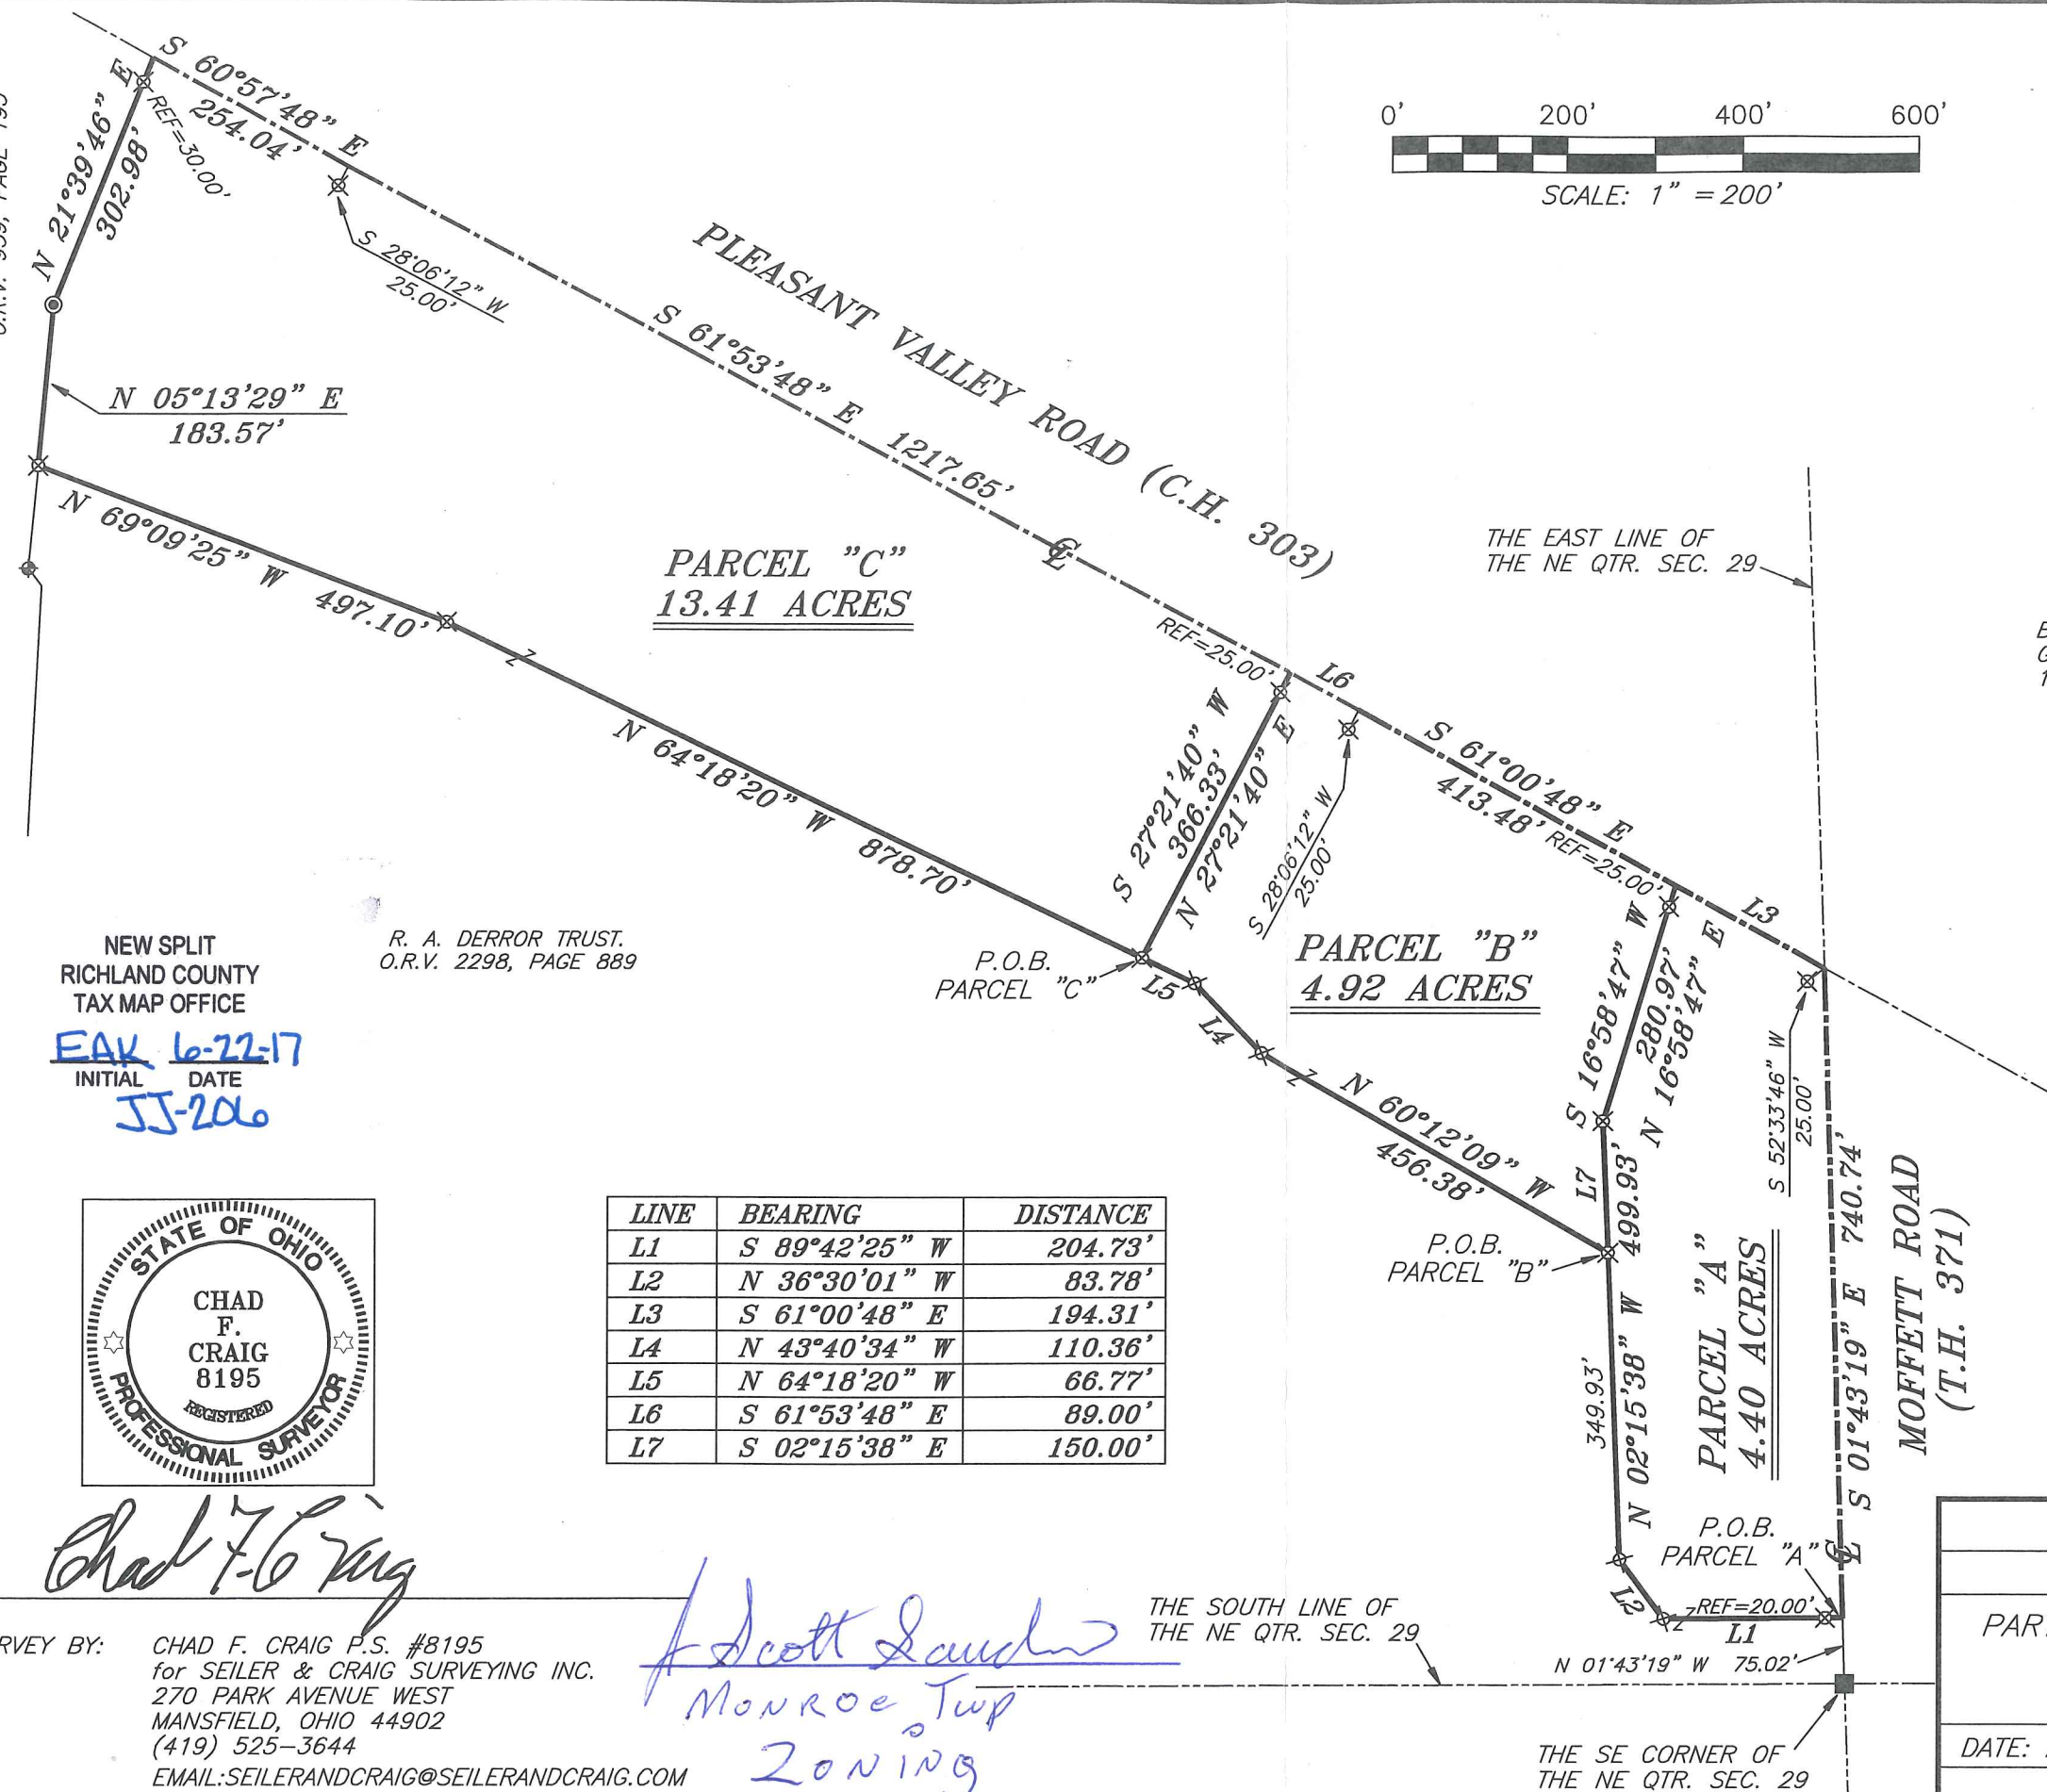 S 60°57'48" E
254.04'
N 21°39'46" E
302.98'
REF=30.00'
S 28°06'12" W
25.00'
0' 200' 400' 600'
SCALE: 1" = 200'
PLEASANT VALLEY ROAD (C.H. 303)
S 61°53'48" E 1217.65'
CL
N 05°13'29" E
183.57'
N 69°09'25" W 497.10'
PARCEL "C"
13.41 ACRES
THE EAST LINE OF
THE NE QTR. SEC. 29
REF=25.00'
L6
N 64°18'20" W 878.70'
S 27°21'40" W
366.33'
N 27°21'40" E
S 28°06'12" W
25.00'
S 61°00'48" E
413.48'
REF=25.00'
L3
NEW SPLIT
RICHLAND COUNTY
TAX MAP OFFICE
EAK 6-22-17
INITIAL DATE
JJ-206
R. A. DERROR TRUST.
O.R.V. 2298, PAGE 889
P.O.B.
PARCEL "C"
L5
L4
PARCEL "B"
4.92 ACRES
S 16°58'47" W
280.97'
N 16°58'47" E
S 52°33'46" W
25.00'
N 60°12'09" W
456.38'
L7
499.93'
P.O.B.
PARCEL "B"
349.93'
N 02°15'38" W
PARCEL "A"
4.40 ACRES
S 01°43'19" E 740.74'
MOFFETT ROAD
(T.H. 371)
STATE OF OHIO
CHAD
F.
CRAIG
8195
REGISTERED
PROFESSIONAL SURVEYOR
LINE BEARING DISTANCE
L1 S 89°42'25" W 204.73'
L2 N 36°30'01" W 83.78'
L3 S 61°00'48" E 194.31'
L4 N 43°40'34" W 110.36'
L5 N 64°18'20" W 66.77'
L6 S 61°53'48" E 89.00'
L7 S 02°15'38" E 150.00'
P.O.B.
PARCEL "A"
CL
L2
REF=20.00'
L1
N 01°43'19" W 75.02'
Chad F. Craig
RVEY BY: CHAD F. CRAIG P.S. #8195
for SEILER & CRAIG SURVEYING INC.
270 PARK AVENUE WEST
MANSFIELD, OHIO 44902
(419) 525-3644
EMAIL:SEILERANDCRAIG@SEILERANDCRAIG.COM
Scott
MONROE TWP
ZONING
THE SOUTH LINE OF
THE NE QTR. SEC. 29
THE SE CORNER OF
THE NE QTR. SEC. 29
PAR
DATE: